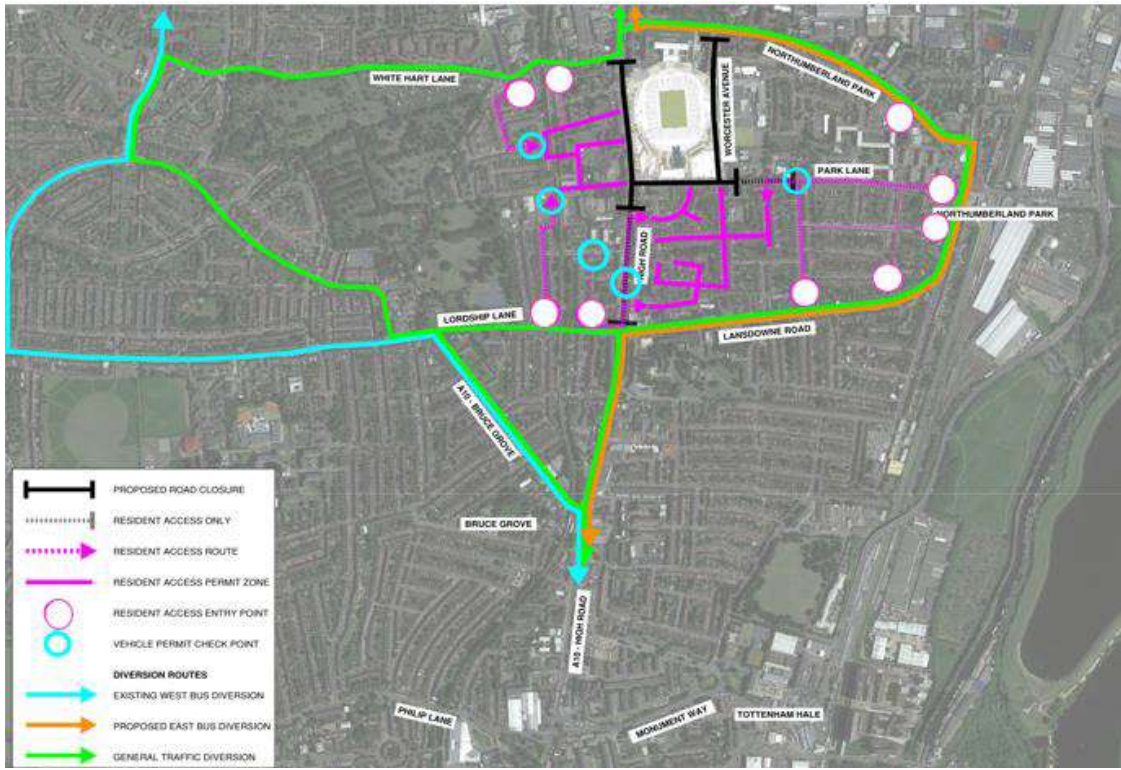 WHITE HART LANE
NORTHUMBERLAND PARK
WORCESTER AVENUE
PARK LANE
NORTHUMBERLAND PARK
HIGH ROAD
LORDSHIP LANE
LANSDOWNE ROAD
A10 - BRUCE GROVE
BRUCE GROVE
A10 - HIGH ROAD
PHILIP LANE
MONUMENT WAY
TOTTENHAM HALE
PROPOSED ROAD CLOSURE
RESIDENT ACCESS ONLY
RESIDENT ACCESS ROUTE
RESIDENT ACCESS PERMIT ZONE
RESIDENT ACCESS ENTRY POINT
VEHICLE PERMIT CHECK POINT
DIVERSION ROUTES
EXISTING WEST BUS DIVERSION
PROPOSED EAST BUS DIVERSION
GENERAL TRAFFIC DIVERSION